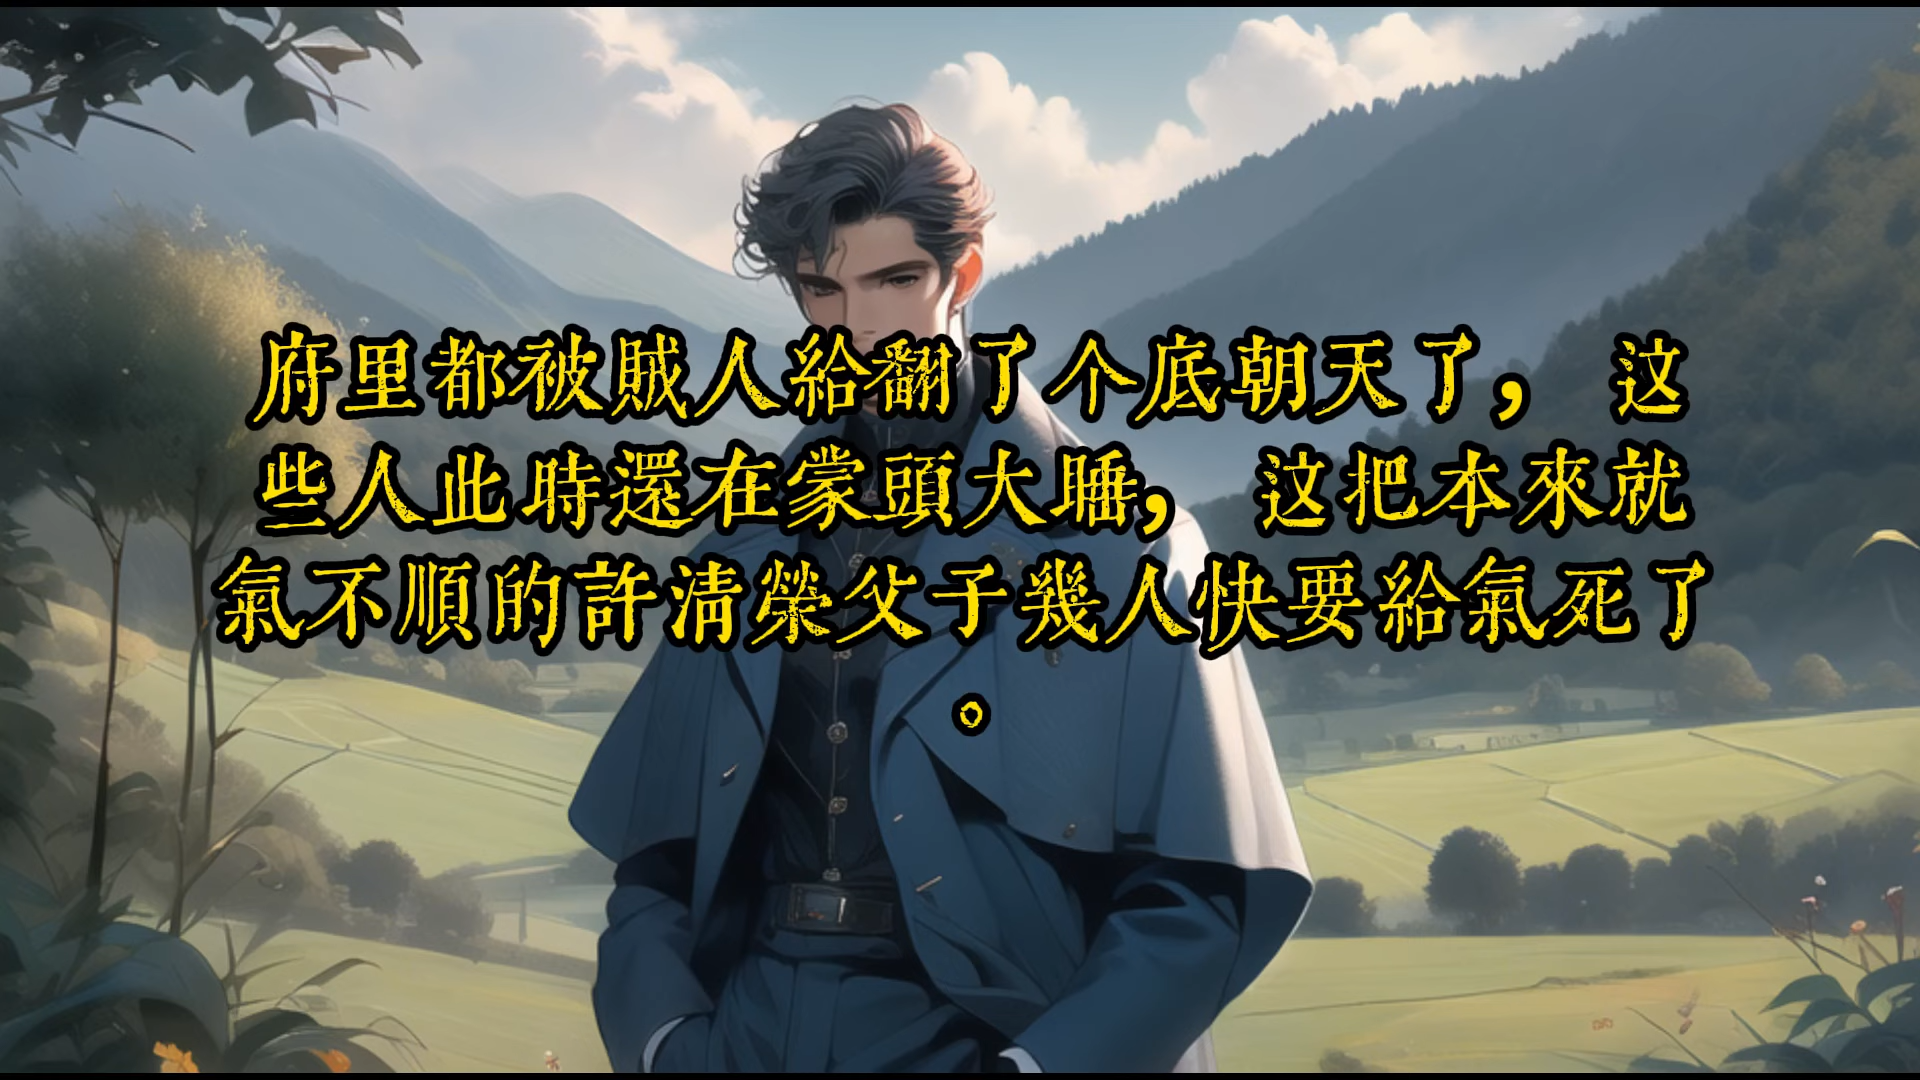 府里都被賊人給翻了个底朝天了，这
些人此時還在蒙頭大睡，这把本來就
氣不順的許清榮父子幾人快要給氣死了
。